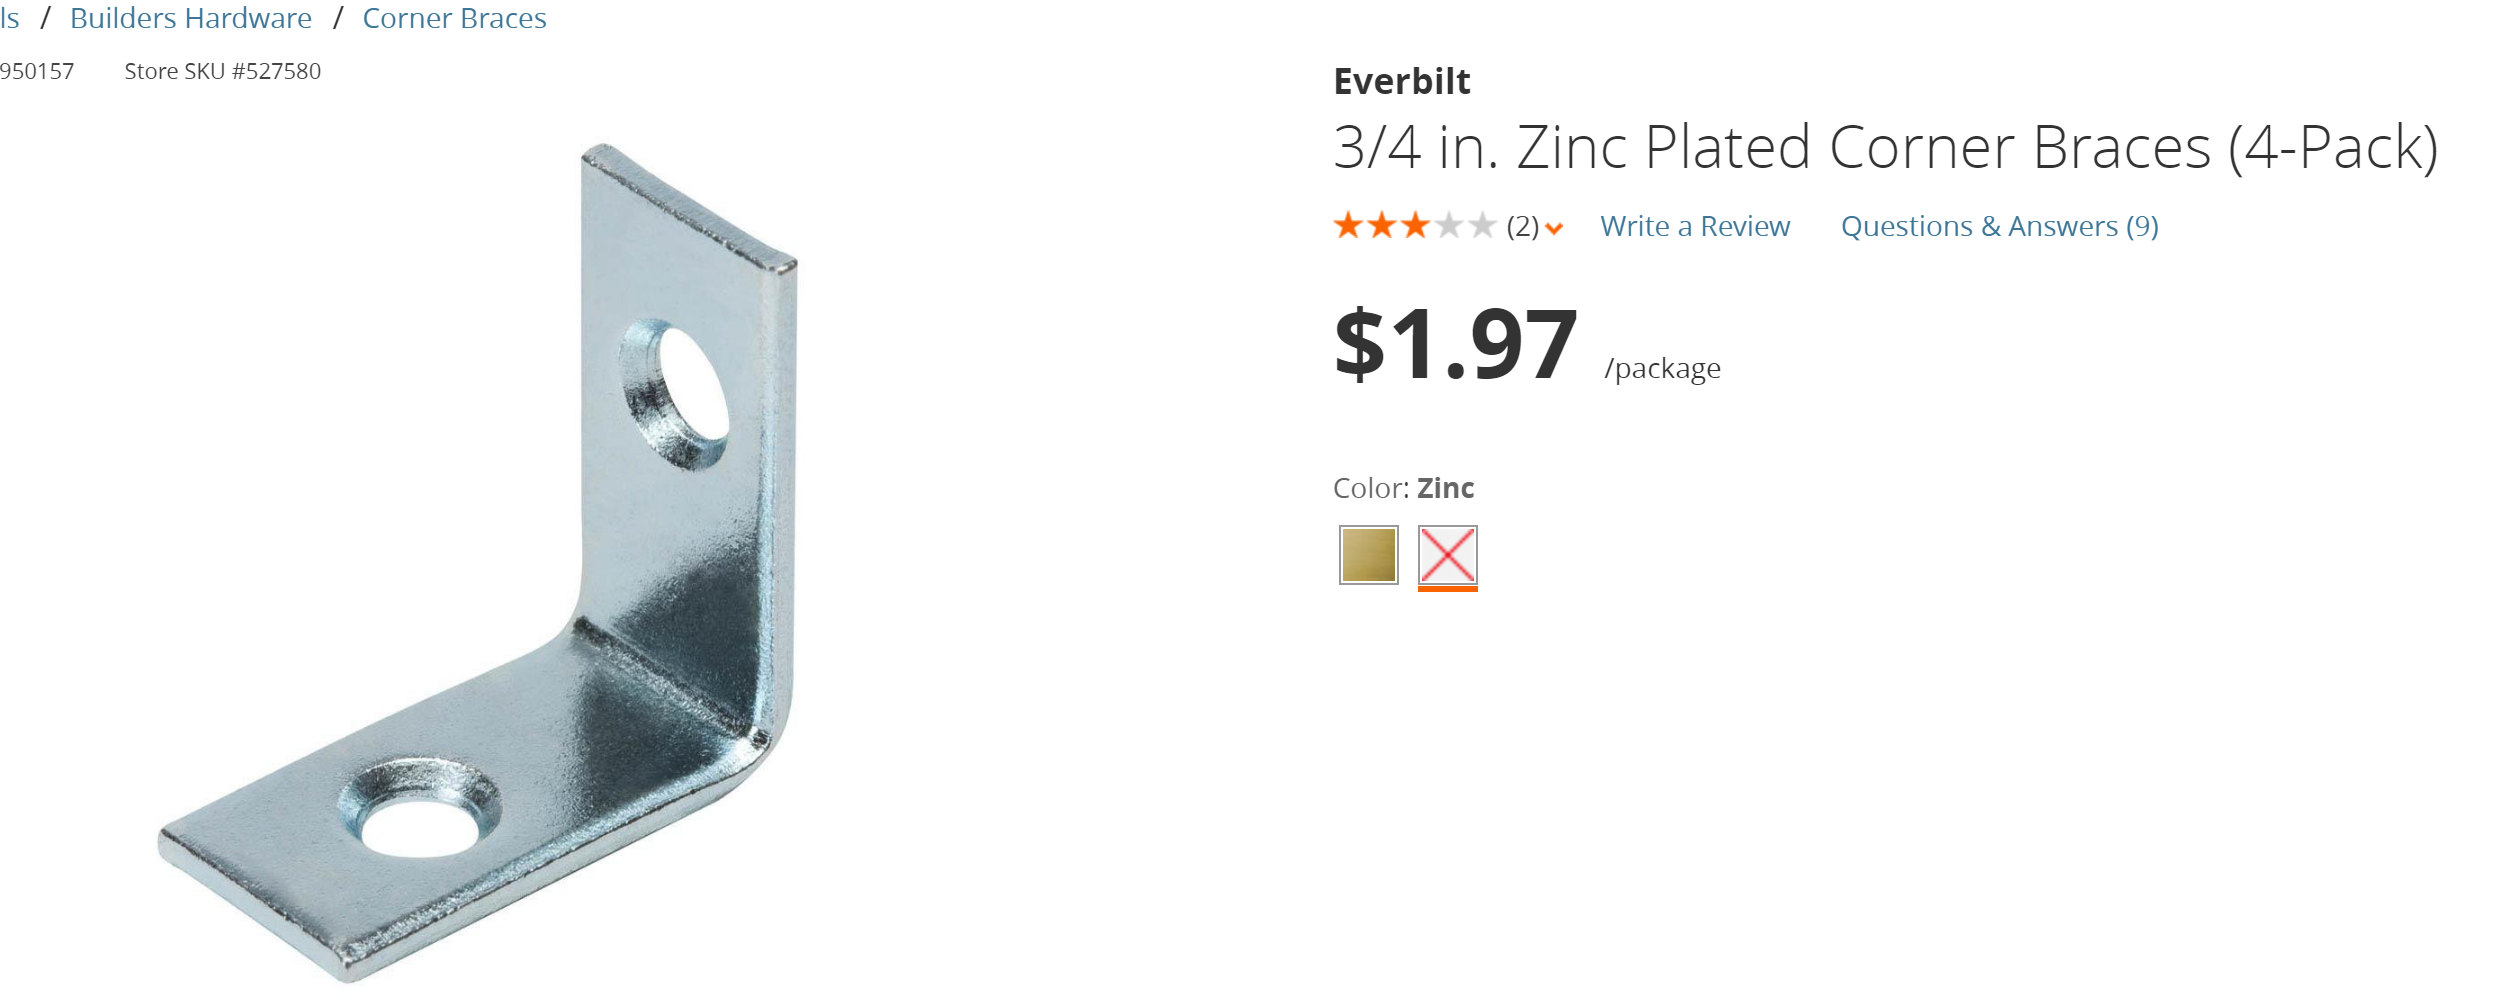 ls / Builders Hardware / Corner Braces
950157 Store SKU #527580
Everbilt
3/4 in. Zinc Plated Corner Braces (4-Pack)
(2) Write a Review Questions & Answers (9)
$1.97 /package
Color: Zinc